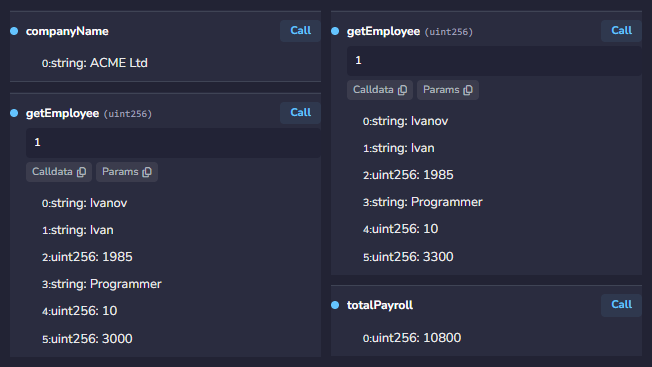 companyName Call
0:string: ACME Ltd
getEmployee (uint256) Call
1
Calldata Params
0:string: Ivanov
1:string: Ivan
2:uint256: 1985
3:string: Programmer
4:uint256: 10
5:uint256: 3000
getEmployee (uint256) Call
1
Calldata Params
0:string: Ivanov
1:string: Ivan
2:uint256: 1985
3:string: Programmer
4:uint256: 10
5:uint256: 3300
totalPayroll Call
0:uint256: 10800